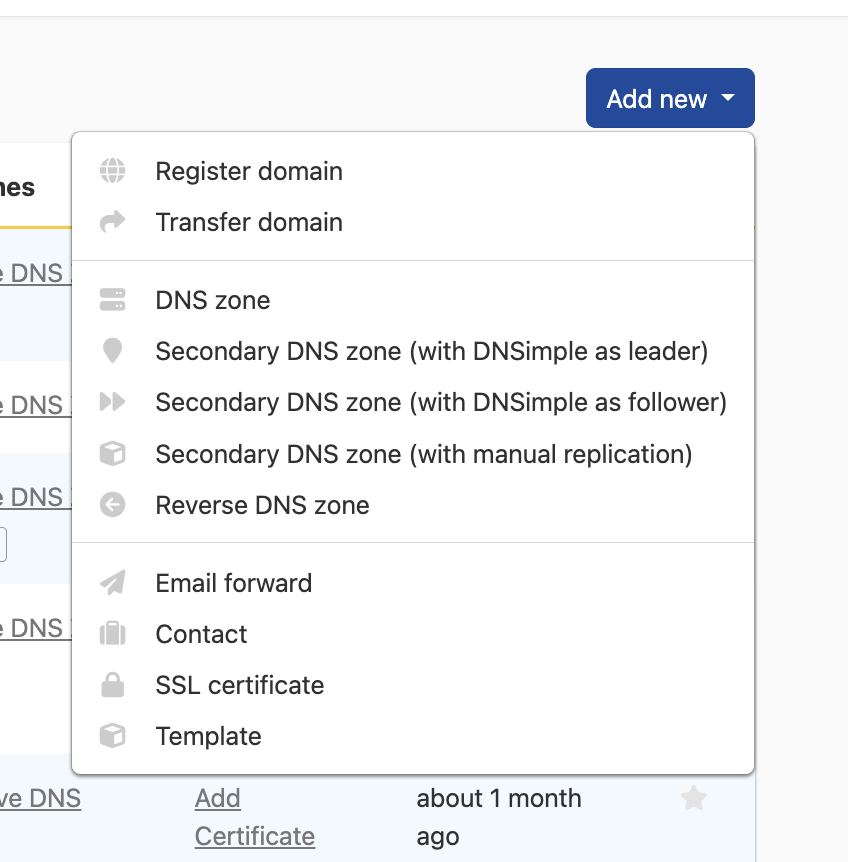 Add new
Register domain
Transfer domain
DNS zone
Secondary DNS zone (with DNSimple as leader)
Secondary DNS zone (with DNSimple as follower)
Secondary DNS zone (with manual replication)
Reverse DNS zone
Email forward
Contact
SSL certificate
Template
DNS
DNS
DNS
DNS
DNS
Add
Certificate
about 1 month
ago